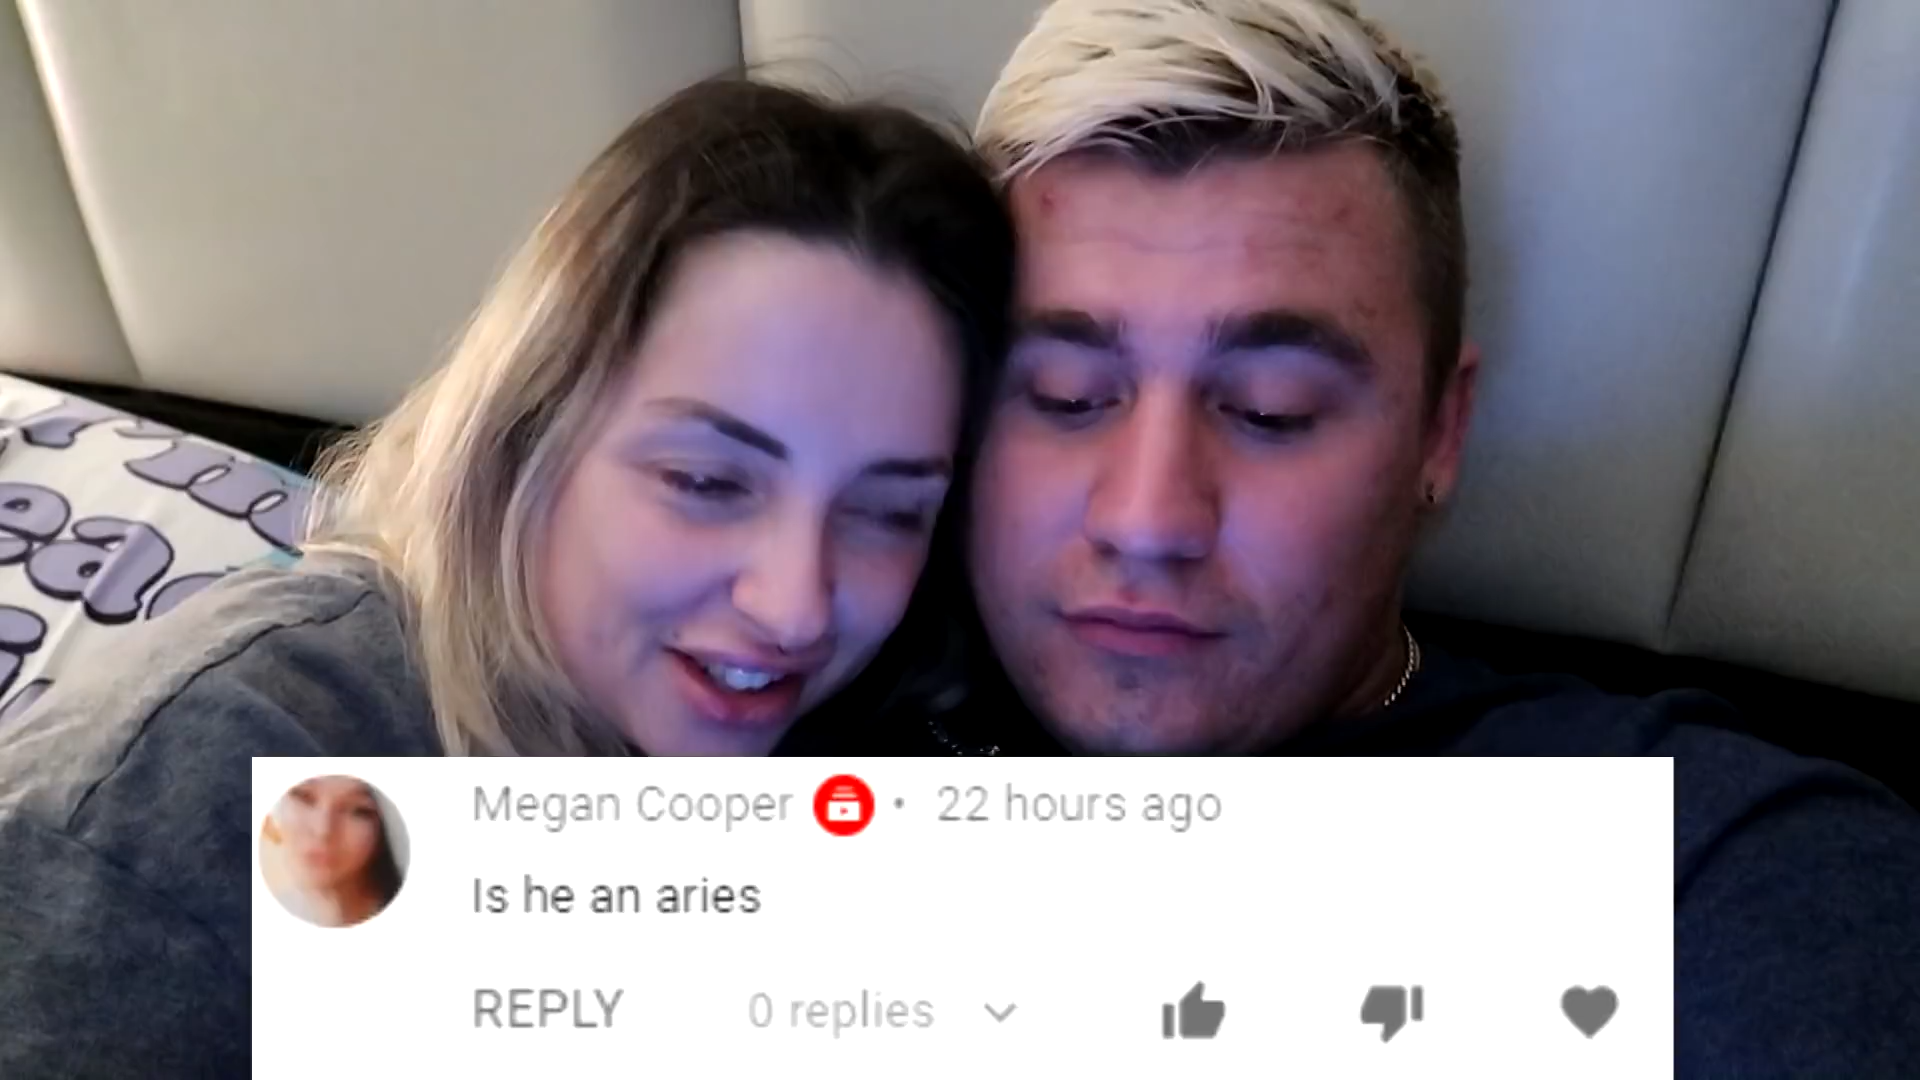 Megan Cooper • 22 hours ago
Is he an aries
REPLY 0 replies